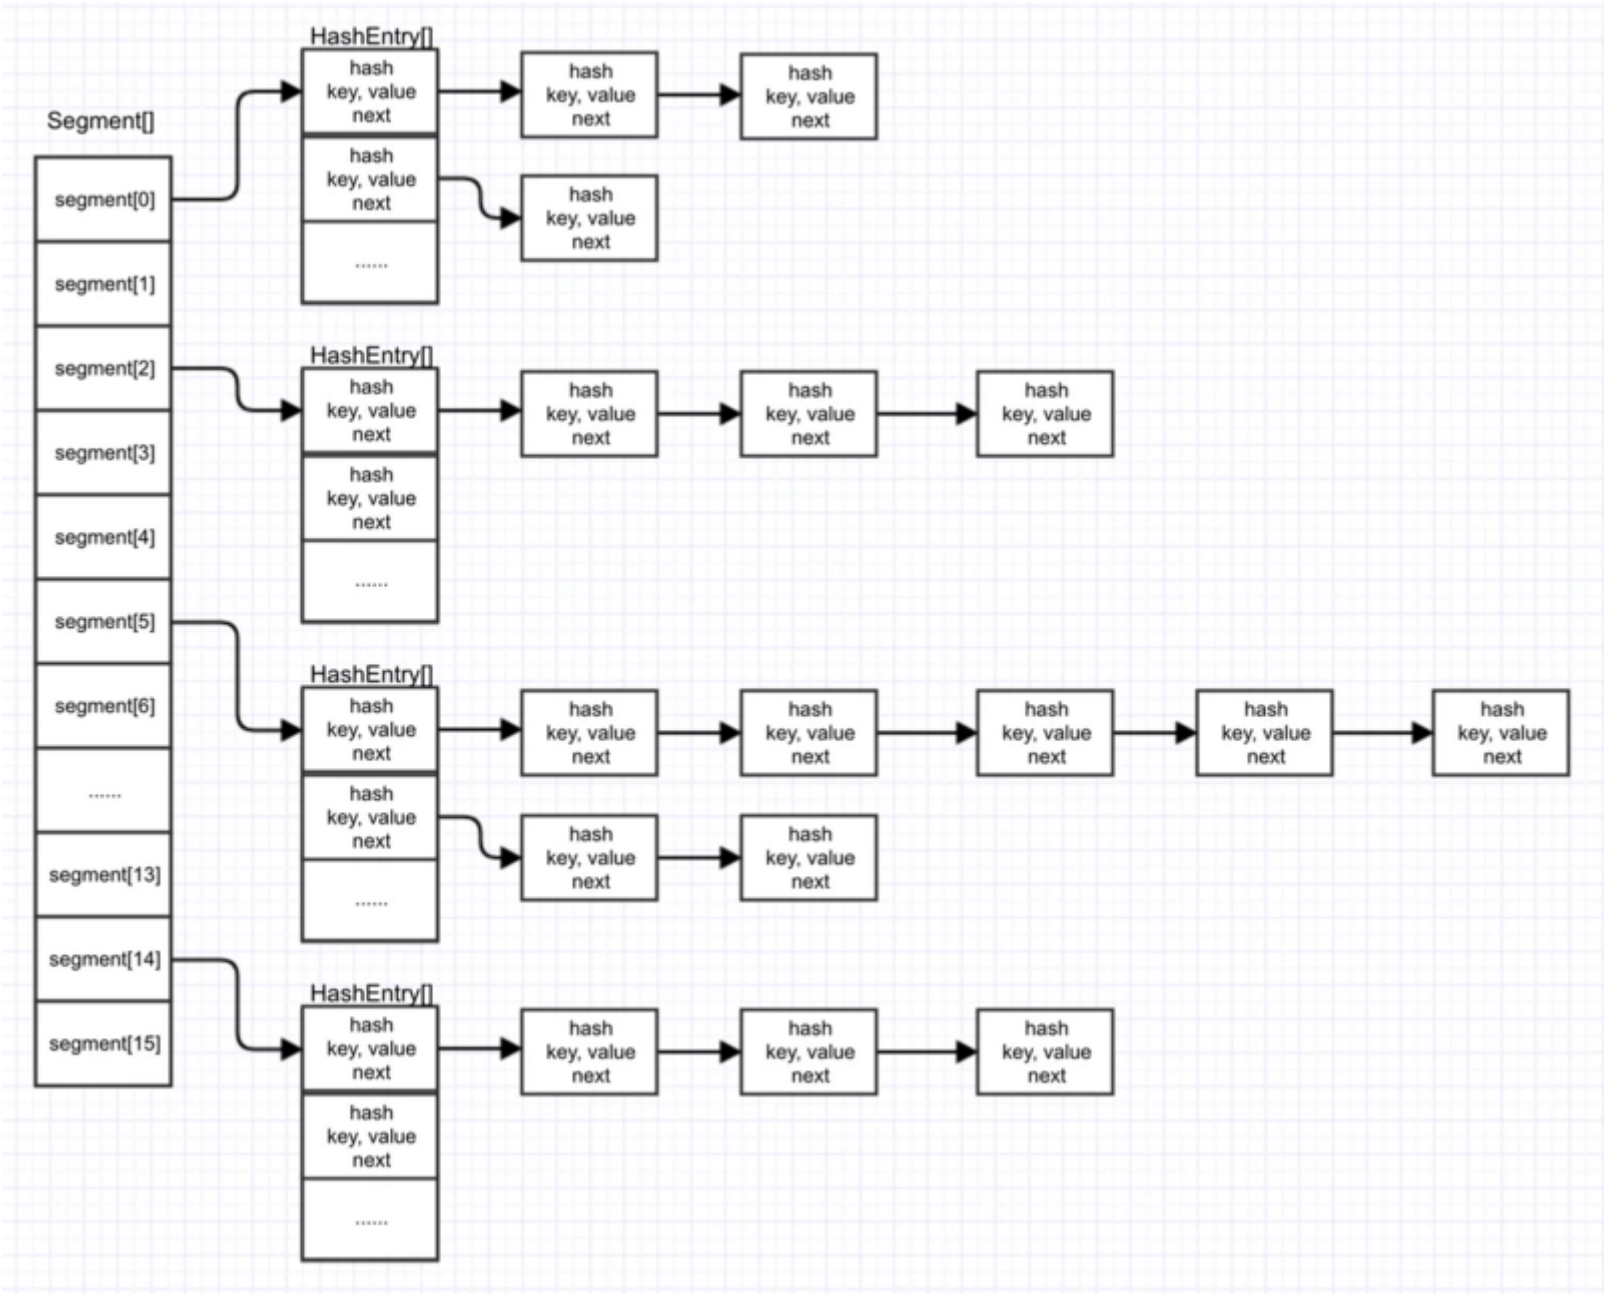 Segment[]
segment[0]
segment[1]
segment[2]
segment[3]
segment[4]
segment[5]
segment[6]
......
segment[13]
segment[14]
segment[15]
HashEntry[]
hash
key, value
next
hash
key, value
next
hash
key, value
next
hash
key, value
next
hash
key, value
next
......
HashEntry[]
hash
key, value
next
hash
key, value
next
hash
key, value
next
hash
key, value
next
hash
key, value
next
......
HashEntry[]
hash
key, value
next
hash
key, value
next
hash
key, value
next
hash
key, value
next
hash
key, value
next
hash
key, value
next
hash
key, value
next
hash
key, value
next
hash
key, value
next
......
HashEntry[]
hash
key, value
next
hash
key, value
next
hash
key, value
next
hash
key, value
next
hash
key, value
next
......